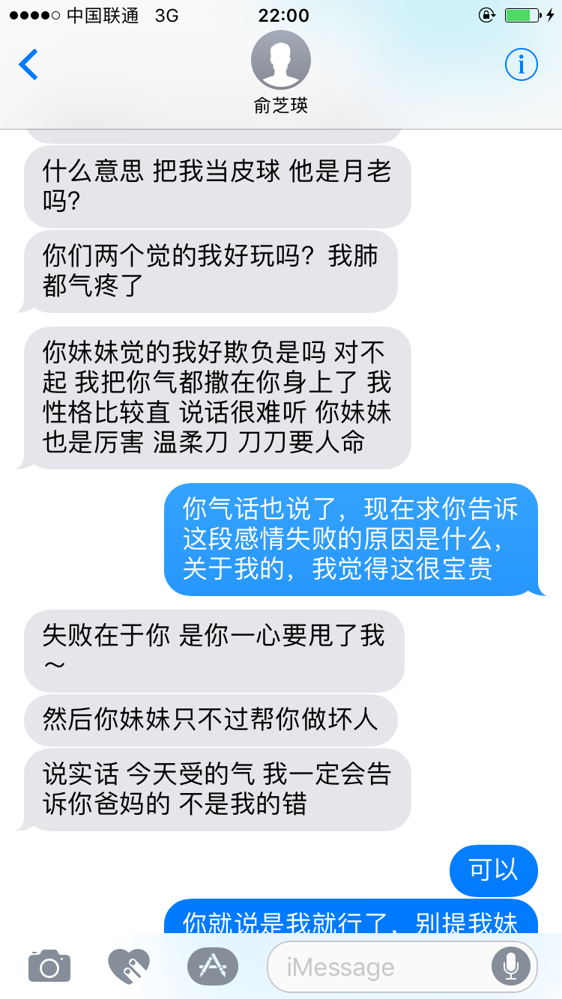 中国联通 3G 22:00
俞芝瑛
什么意思 把我当皮球 他是月老
吗？
你们两个觉的我好玩吗？我肺
都气疼了
你妹妹觉的我好欺负是吗 对不
起 我把你气都撒在你身上了 我
性格比较直 说话很难听 你妹妹
也是厉害 温柔刀 刀刀要人命
你气话也说了，现在求你告诉
这段感情失败的原因是什么，
关于我的，我觉得这很宝贵
失败在于你 是你一心要甩了我
～
然后你妹妹只不过帮你做坏人
说实话 今天受的气 我一定会告
诉你爸妈的 不是我的错
可以
你就说是我就行了，别提我妹
iMessage